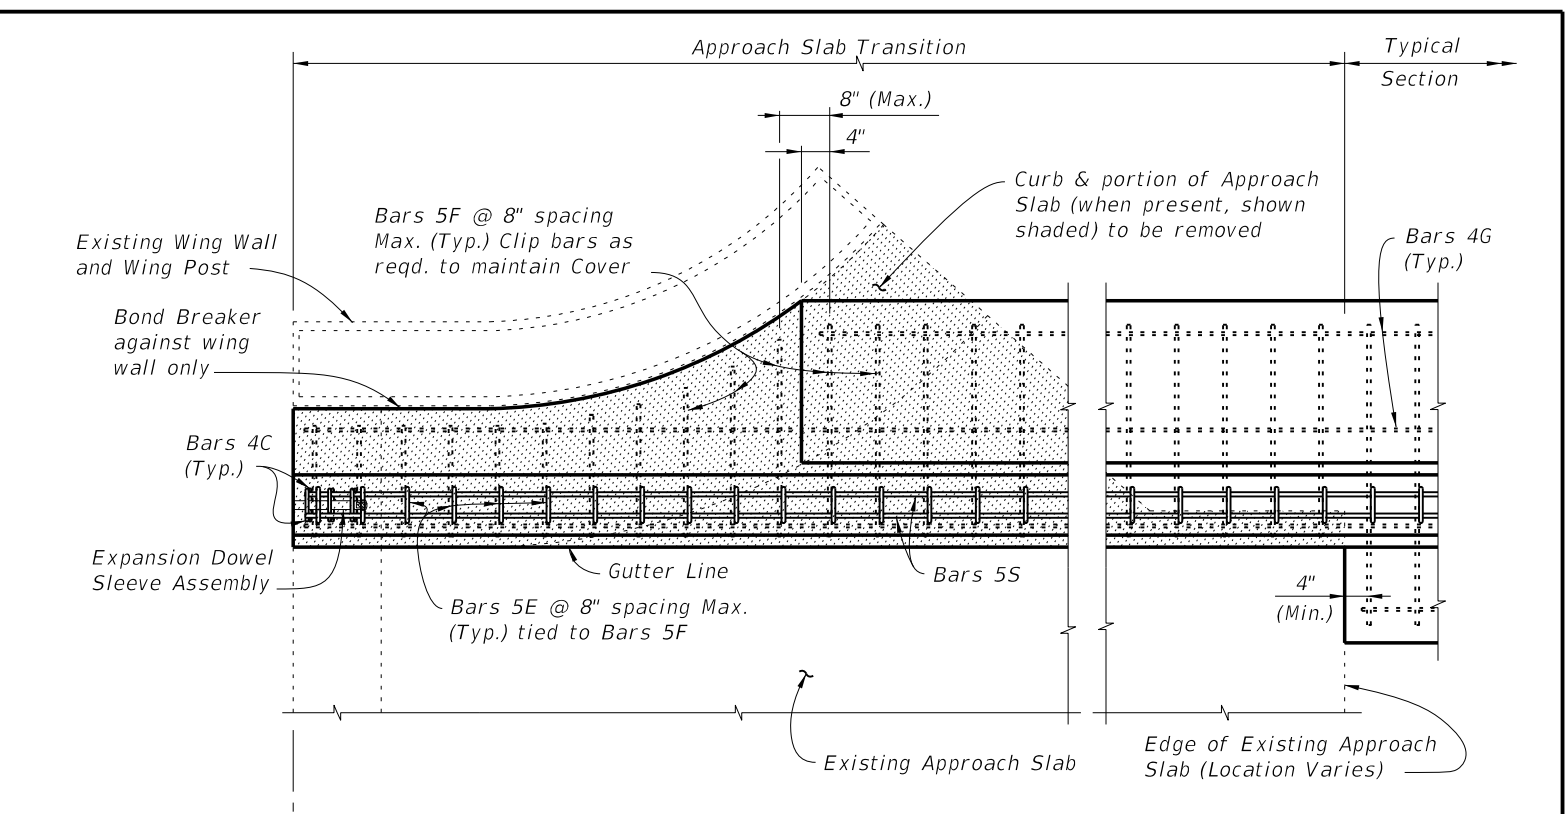 Approach Slab Transition
Typical
Section
8" (Max.)
4"
Curb & portion of Approach
Slab (when present, shown
shaded) to be removed
Bars 5F @ 8" spacing
Max. (Typ.) Clip bars as
reqd. to maintain Cover
Bars 4G
(Typ.)
Existing Wing Wall
and Wing Post
Bond Breaker
against wing
wall only
Bars 4C
(Typ.)
Expansion Dowel
Sleeve Assembly
Gutter Line
Bars 5S
Bars 5E @ 8" spacing Max.
(Typ.) tied to Bars 5F
4"
(Min.)
Existing Approach Slab
Edge of Existing Approach
Slab (Location Varies)